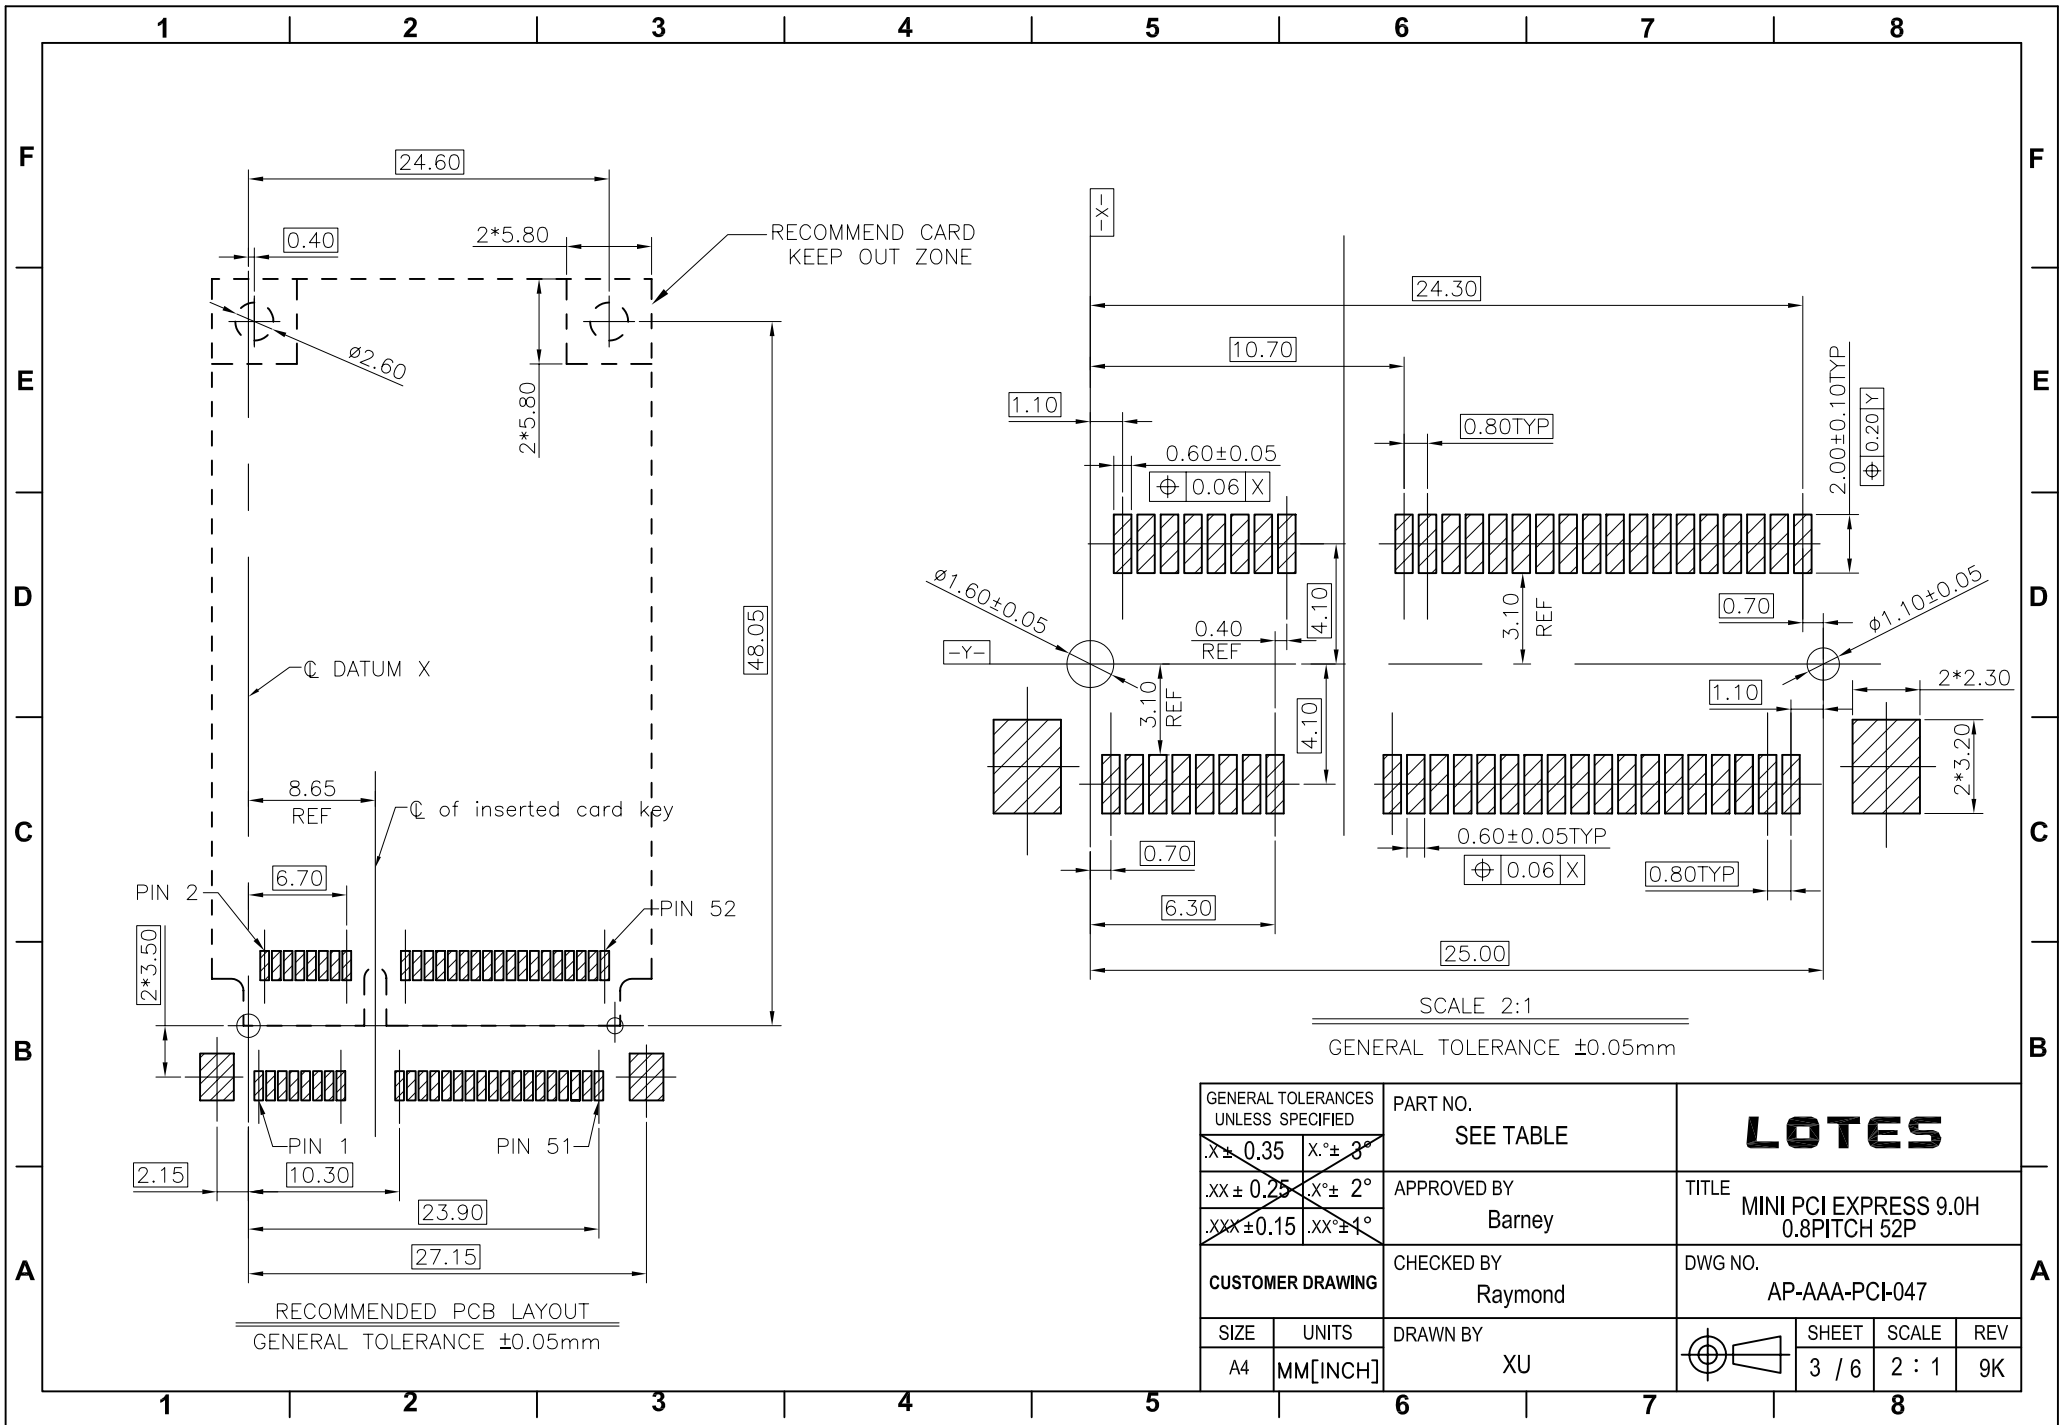 1 2 3 4 5 6 7 8
F
E
D
C
B
A
F
E
D
C
B
A
24.60
0.40
2*5.80
RECOMMEND CARD
KEEP OUT ZONE
ø2.60
2*5.80
48.05
℄ DATUM X
8.65
REF
℄ of inserted card key
6.70
PIN 2
PIN 52
2*3.50
PIN 1
PIN 51
2.15
10.30
23.90
27.15
RECOMMENDED PCB LAYOUT
GENERAL TOLERANCE ±0.05mm
-X-
24.30
10.70
1.10
0.80TYP
0.60±0.05
⌖ 0.06 X
2.00±0.10TYP
⌖ 0.20 Y
ø1.60±0.05
4.10
3.10
REF
0.70
ø1.10±0.05
0.40
REF
-Y-
3.10
REF
4.10
1.10
2*2.30
2*3.20
0.60±0.05TYP
⌖ 0.06 X
0.70
0.80TYP
6.30
25.00
SCALE 2:1
GENERAL TOLERANCE ±0.05mm
GENERAL TOLERANCES
UNLESS SPECIFIED
.X± 0.35 X.°± 3°
.XX ± 0.25 .X°± 2°
.XXX ±0.15 .XX°±1°
CUSTOMER DRAWING
SIZE UNITS
A4 MM[INCH]
PART NO.
SEE TABLE
APPROVED BY
Barney
CHECKED BY
Raymond
DRAWN BY
XU
LOTES
TITLE
MINI PCI EXPRESS 9.0H
0.8PITCH 52P
DWG NO.
AP-AAA-PCI-047
SHEET SCALE REV
3 / 6 2 : 1 9K
1 2 3 4 5 6 7 8